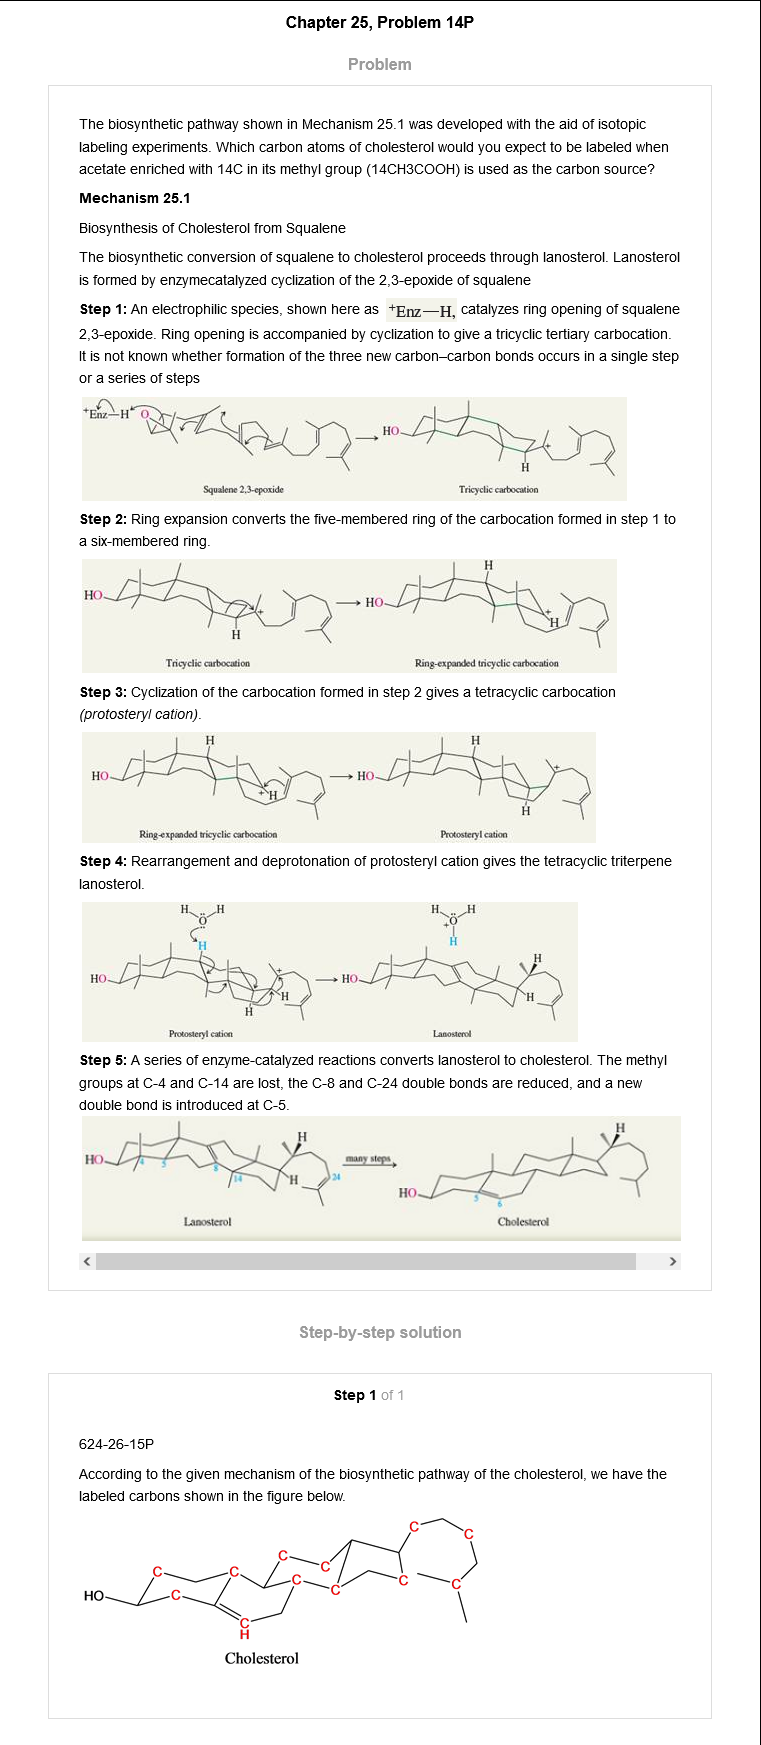 Chapter 25, Problem 14P
Problem
The biosynthetic pathway shown in Mechanism 25.1 was developed with the aid of isotopic
labeling experiments. Which carbon atoms of cholesterol would you expect to be labeled when
acetate enriched with 14C in its methyl group (14CH3COOH) is used as the carbon source?
Mechanism 25.1
Biosynthesis of Cholesterol from Squalene
The biosynthetic conversion of squalene to cholesterol proceeds through lanosterol. Lanosterol
is formed by enzymecatalyzed cyclization of the 2,3-epoxide of squalene
Step 1: An electrophilic species, shown here as +Enz—H, catalyzes ring opening of squalene
2,3-epoxide. Ring opening is accompanied by cyclization to give a tricyclic tertiary carbocation.
It is not known whether formation of the three new carbon–carbon bonds occurs in a single step
or a series of steps
+Enz—H O HO + H
Squalene 2,3-epoxide Tricyclic carbocation
Step 2: Ring expansion converts the five-membered ring of the carbocation formed in step 1 to
a six-membered ring.
H
HO + HO +
H H
Tricyclic carbocation Ring-expanded tricyclic carbocation
Step 3: Cyclization of the carbocation formed in step 2 gives a tetracyclic carbocation
(protosteryl cation).
H H
HO HO +
+ H H
Ring-expanded tricyclic carbocation Protosteryl cation
Step 4: Rearrangement and deprotonation of protosteryl cation gives the tetracyclic triterpene
lanosterol.
H Ö H H Ö H
+
H H
HO + HO H
H H H
Protosteryl cation Lanosterol
Step 5: A series of enzyme-catalyzed reactions converts lanosterol to cholesterol. The methyl
groups at C-4 and C-14 are lost, the C-8 and C-24 double bonds are reduced, and a new
double bond is introduced at C-5.
H H
HO 4 5 8 14 H 24 many steps
HO 5 6
Lanosterol Cholesterol
Step-by-step solution
Step 1 of 1
624-26-15P
According to the given mechanism of the biosynthetic pathway of the cholesterol, we have the
labeled carbons shown in the figure below.
C C
C C
C C C C
HO C C C
C
H
Cholesterol